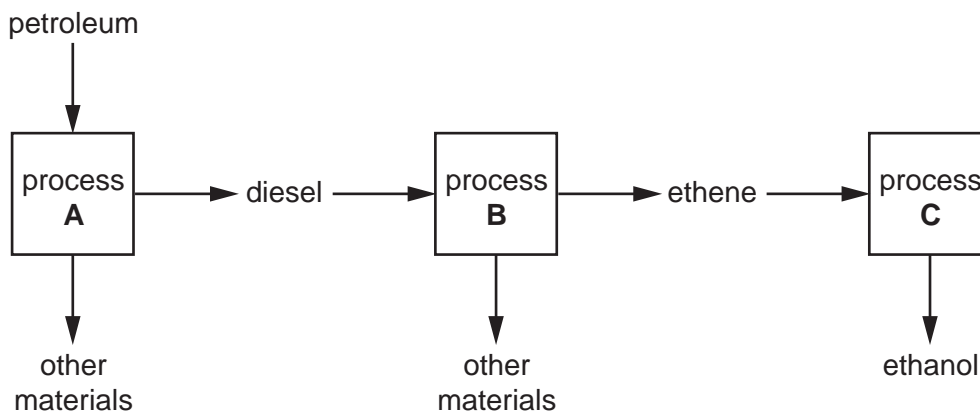 petroleum
process
A
diesel
process
B
ethene
process
C
other
materials
other
materials
ethanol